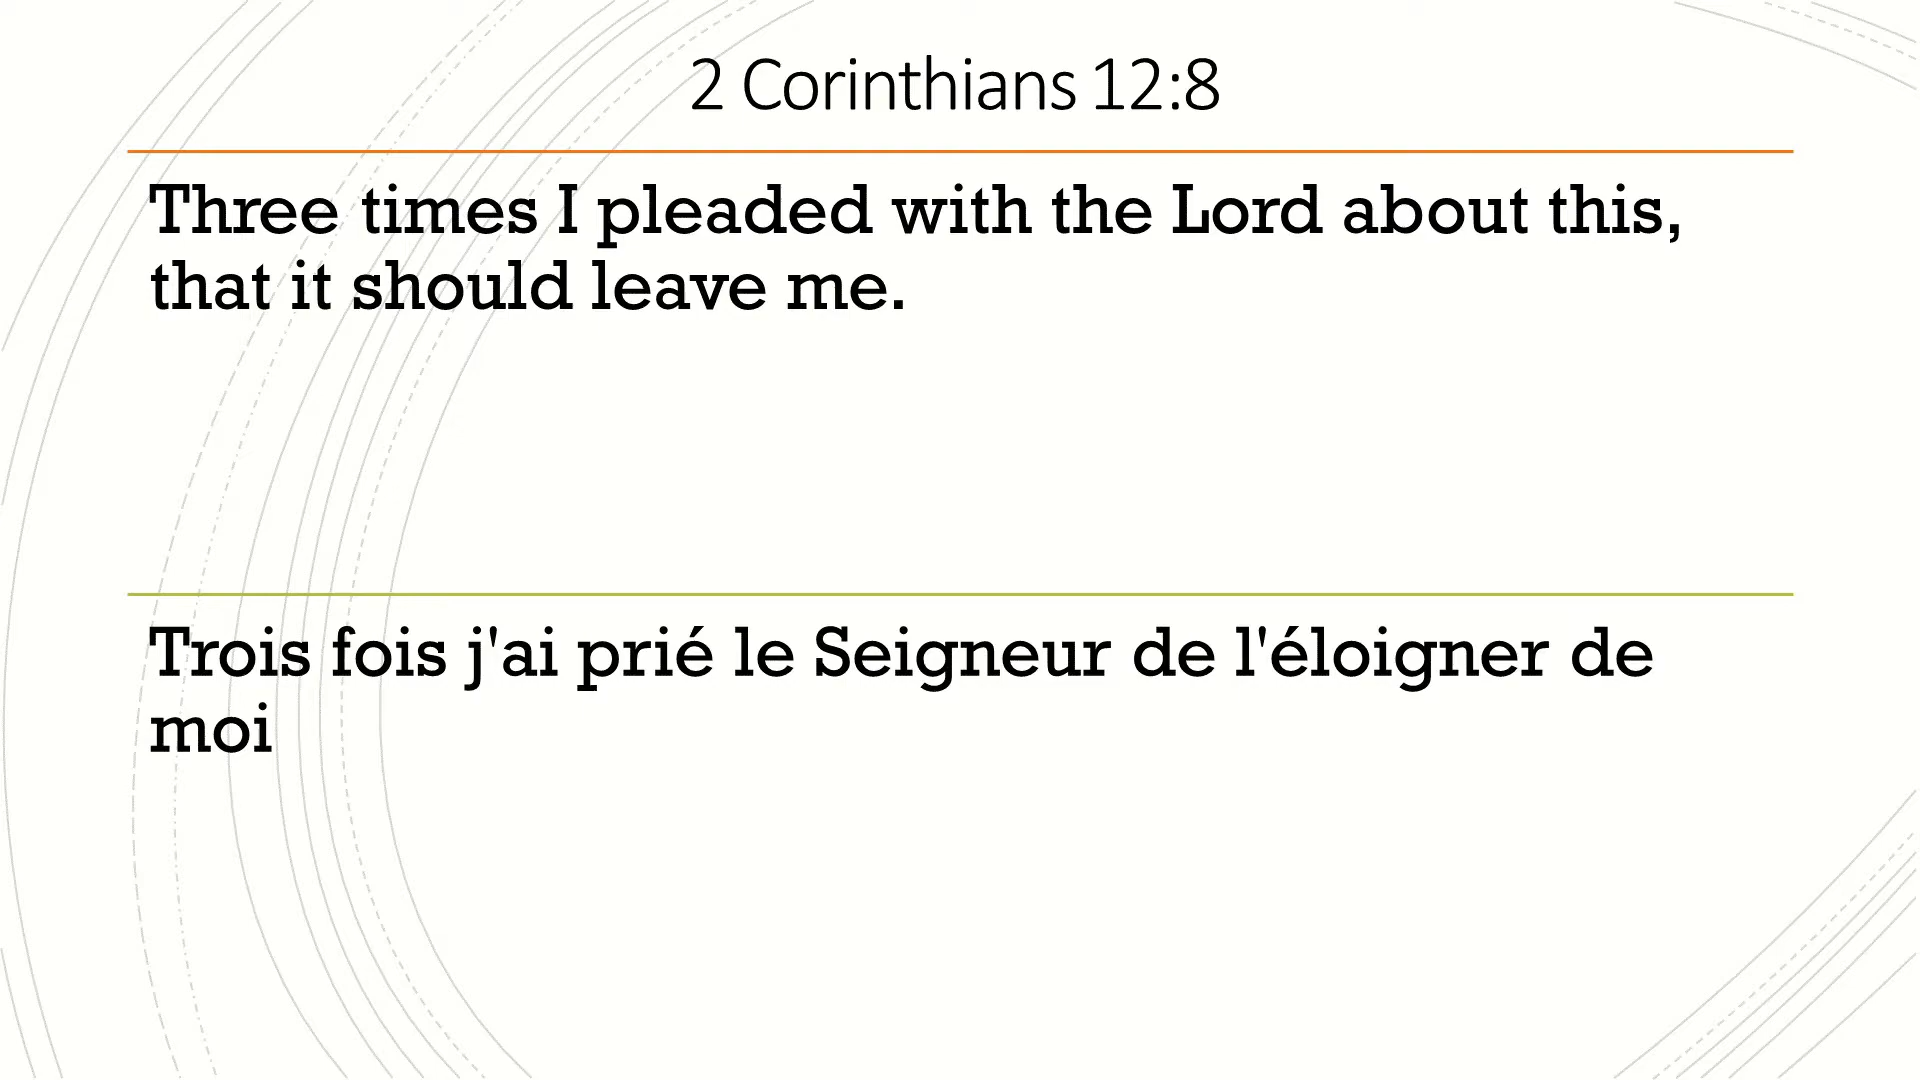 2 Corinthians 12:8
Three times I pleaded with the Lord about this,
that it should leave me.
Trois fois j'ai prié le Seigneur de l'éloigner de
moi